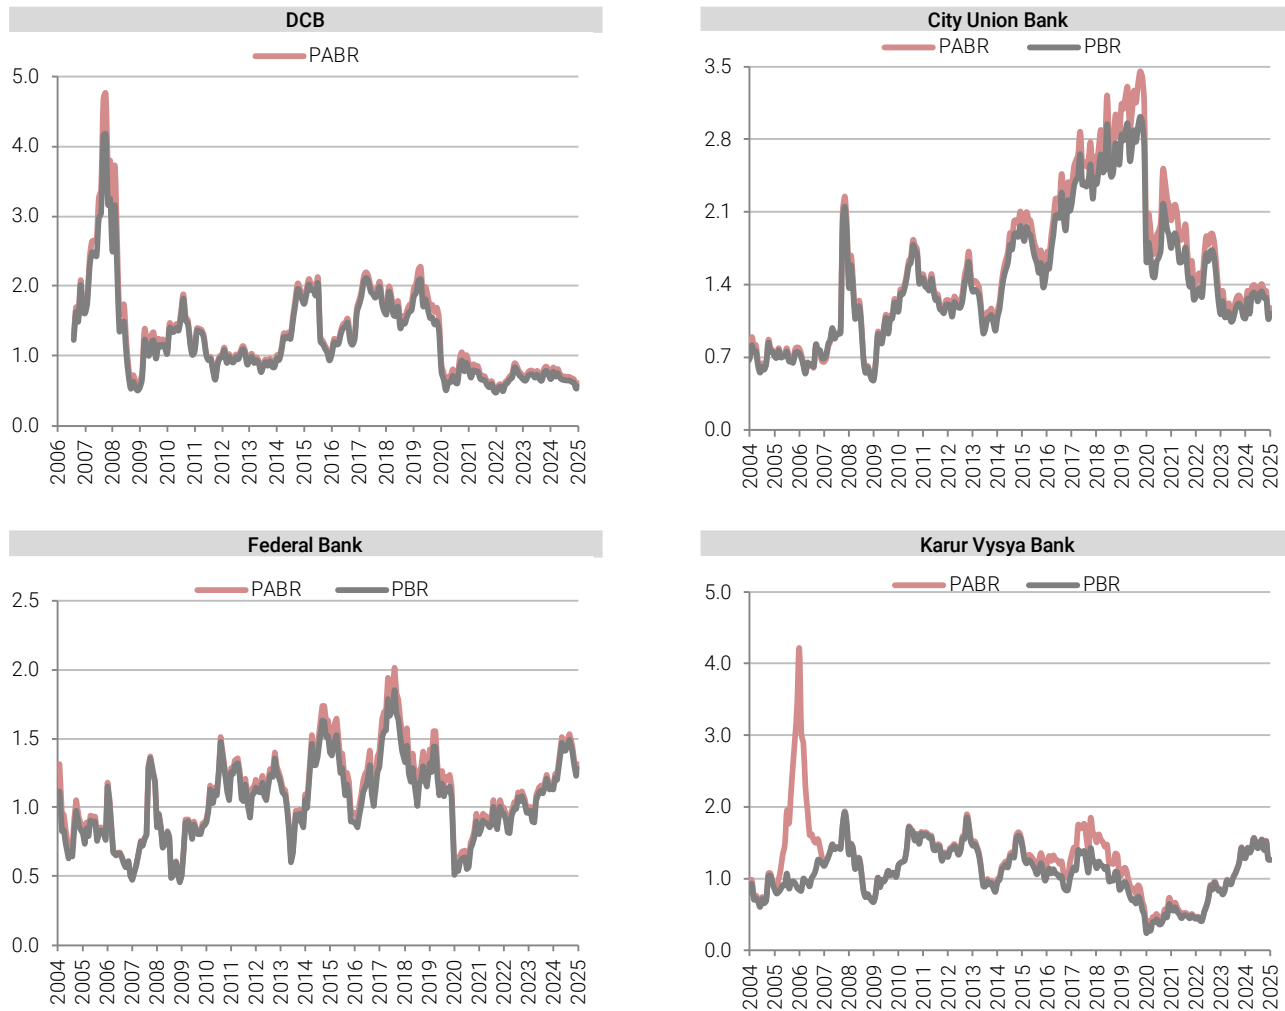 DCB
PABR
5.0
4.0
3.0
2.0
1.0
0.0
2006 2007 2008 2009 2010 2011 2012 2013 2014 2015 2016 2017 2018 2019 2020 2021 2022 2023 2024 2025
City Union Bank
PABR PBR
3.5
2.8
2.1
1.4
0.7
0.0
2004 2005 2006 2007 2008 2009 2010 2011 2012 2013 2014 2015 2016 2017 2018 2019 2020 2021 2022 2023 2024 2025
Federal Bank
PABR PBR
2.5
2.0
1.5
1.0
0.5
0.0
2004 2005 2006 2007 2008 2009 2010 2011 2012 2013 2014 2015 2016 2017 2018 2019 2020 2021 2022 2023 2024 2025
Karur Vysya Bank
PABR PBR
5.0
4.0
3.0
2.0
1.0
0.0
2004 2005 2006 2007 2008 2009 2010 2011 2012 2013 2014 2015 2016 2017 2018 2019 2020 2021 2022 2023 2024 2025